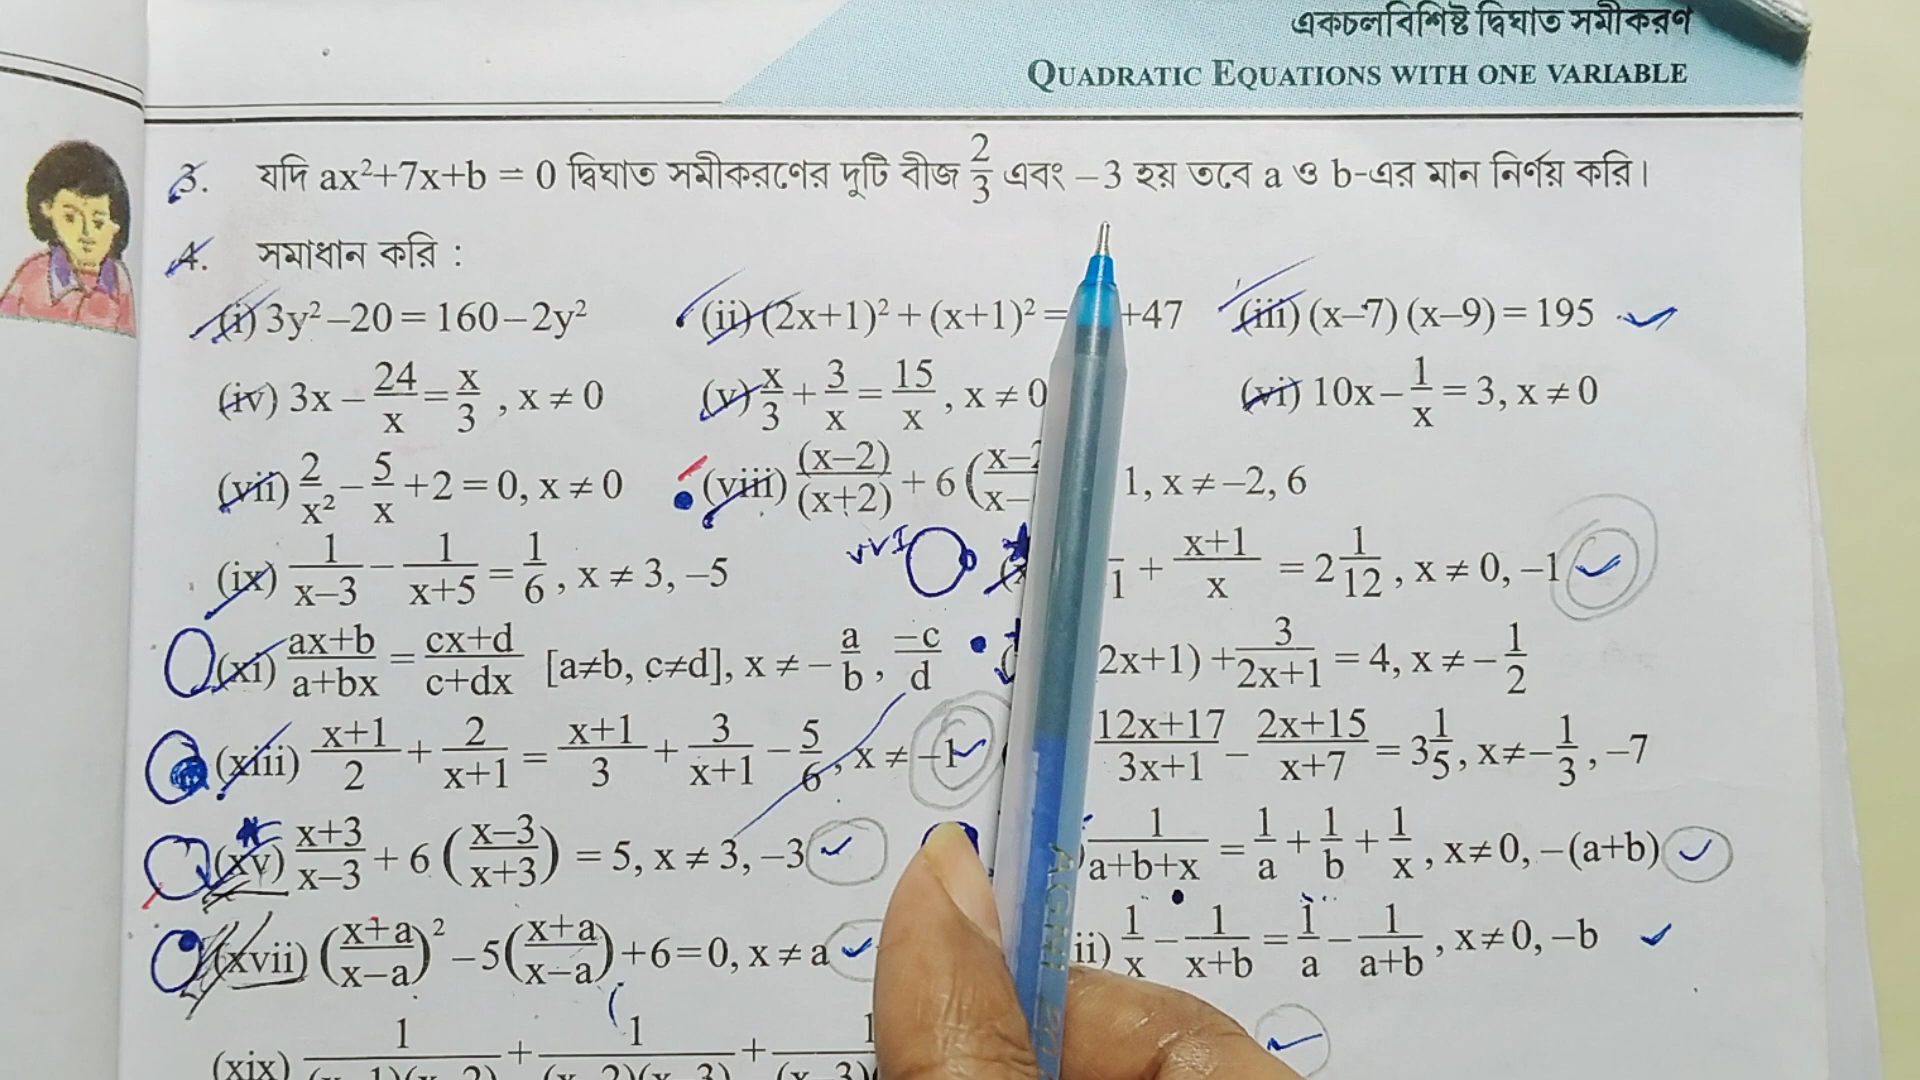 একচলবিশিষ্ট দ্বিঘাত সমীকরণ
QUADRATIC EQUATIONS WITH ONE VARIABLE
3. যদি ax²+7x+b = 0 দ্বিঘাত সমীকরণের দুটি বীজ 2/3 এবং –3 হয় তবে a ও b-এর মান নির্ণয় করি।
4. সমাধান করি :
(i) 3y²–20 = 160–2y² (ii) (2x+1)² + (x+1)² = +47 (iii) (x–7) (x–9) = 195
(iv) 3x – 24/x = x/3 , x ≠ 0 (v) x/3 + 3/x = 15/x , x ≠ 0 (vi) 10x – 1/x = 3, x ≠ 0
(vii) 2/x² – 5/x + 2 = 0, x ≠ 0 (viii) (x–2)/(x+2) + 6 ( 1, x ≠ –2, 6
vvI
(ix) 1/(x–3) – 1/(x+5) = 1/6 , x ≠ 3, –5 + (x+1)/x = 2 1/12 , x ≠ 0, –1
(xi) (ax+b)/(a+bx) = (cx+d)/(c+dx) [a≠b, c≠d], x ≠ – a/b , –c/d 2x+1) + 3/(2x+1) = 4, x ≠ – 1/2
(xiii) (x+1)/2 + 2/(x+1) = (x+1)/3 + 3/(x+1) – 5/6 , x ≠ –1 (12x+17)/(3x+1) – (2x+15)/(x+7) = 3 1/5 , x≠– 1/3 , –7
(xv) (x+3)/(x–3) + 6 ((x–3)/(x+3)) = 5, x ≠ 3, –3 ) 1/(a+b+x) = 1/a + 1/b + 1/x , x≠0, –(a+b)
(xvii) ((x+a)/(x–a))² – 5((x+a)/(x–a)) + 6 = 0, x ≠ a ii) 1/x – 1/(x+b) = 1/a – 1/(a+b) , x≠0, –b
(xix) 1 + 1 +